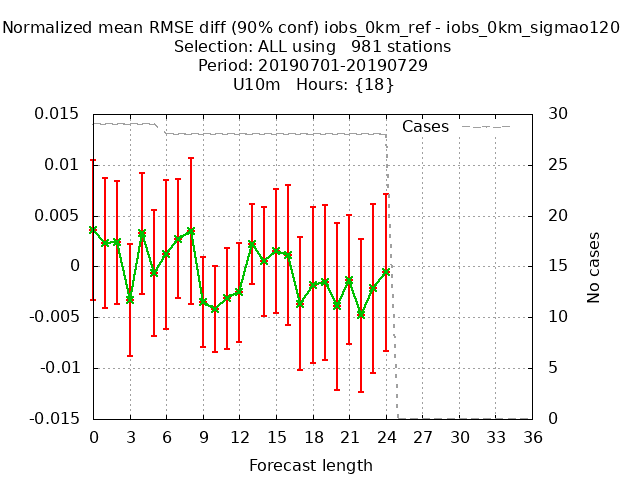 Normalized mean RMSE diff (90% conf) iobs_0km_ref - iobs_0km_sigmao120
Selection: ALL using   981 stations
Period: 20190701-20190729
U10m   Hours: {18}
0.015
0.01
0.005
0
-0.005
-0.01
-0.015
Cases
30
25
20
15
10
5
0
No cases
0 3 6 9 12 15 18 21 24 27 30 33 36
Forecast length